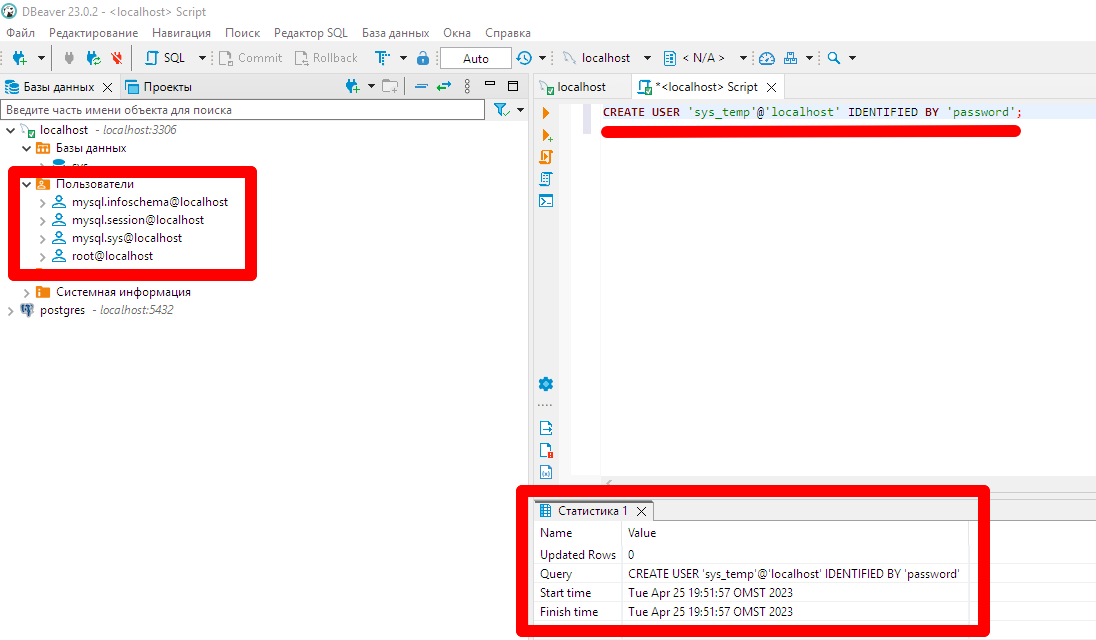 DBeaver 23.0.2 - <localhost> Script
Файл Редактирование Навигация Поиск Редактор SQL База данных Окна Справка
SQL Commit Rollback Auto localhost < N/A >
Базы данных Проекты
localhost *<localhost> Script
Введите часть имени объекта для поиска
CREATE USER 'sys_temp'@'localhost' IDENTIFIED BY 'password';
localhost - localhost:3306
Базы данных
sys
Пользователи
mysql.infoschema@localhost
mysql.session@localhost
mysql.sys@localhost
root@localhost
Системная информация
postgres - localhost:5432
Статистика 1
Name Value
Updated Rows 0
Query CREATE USER 'sys_temp'@'localhost' IDENTIFIED BY 'password'
Start time Tue Apr 25 19:51:57 OMST 2023
Finish time Tue Apr 25 19:51:57 OMST 2023